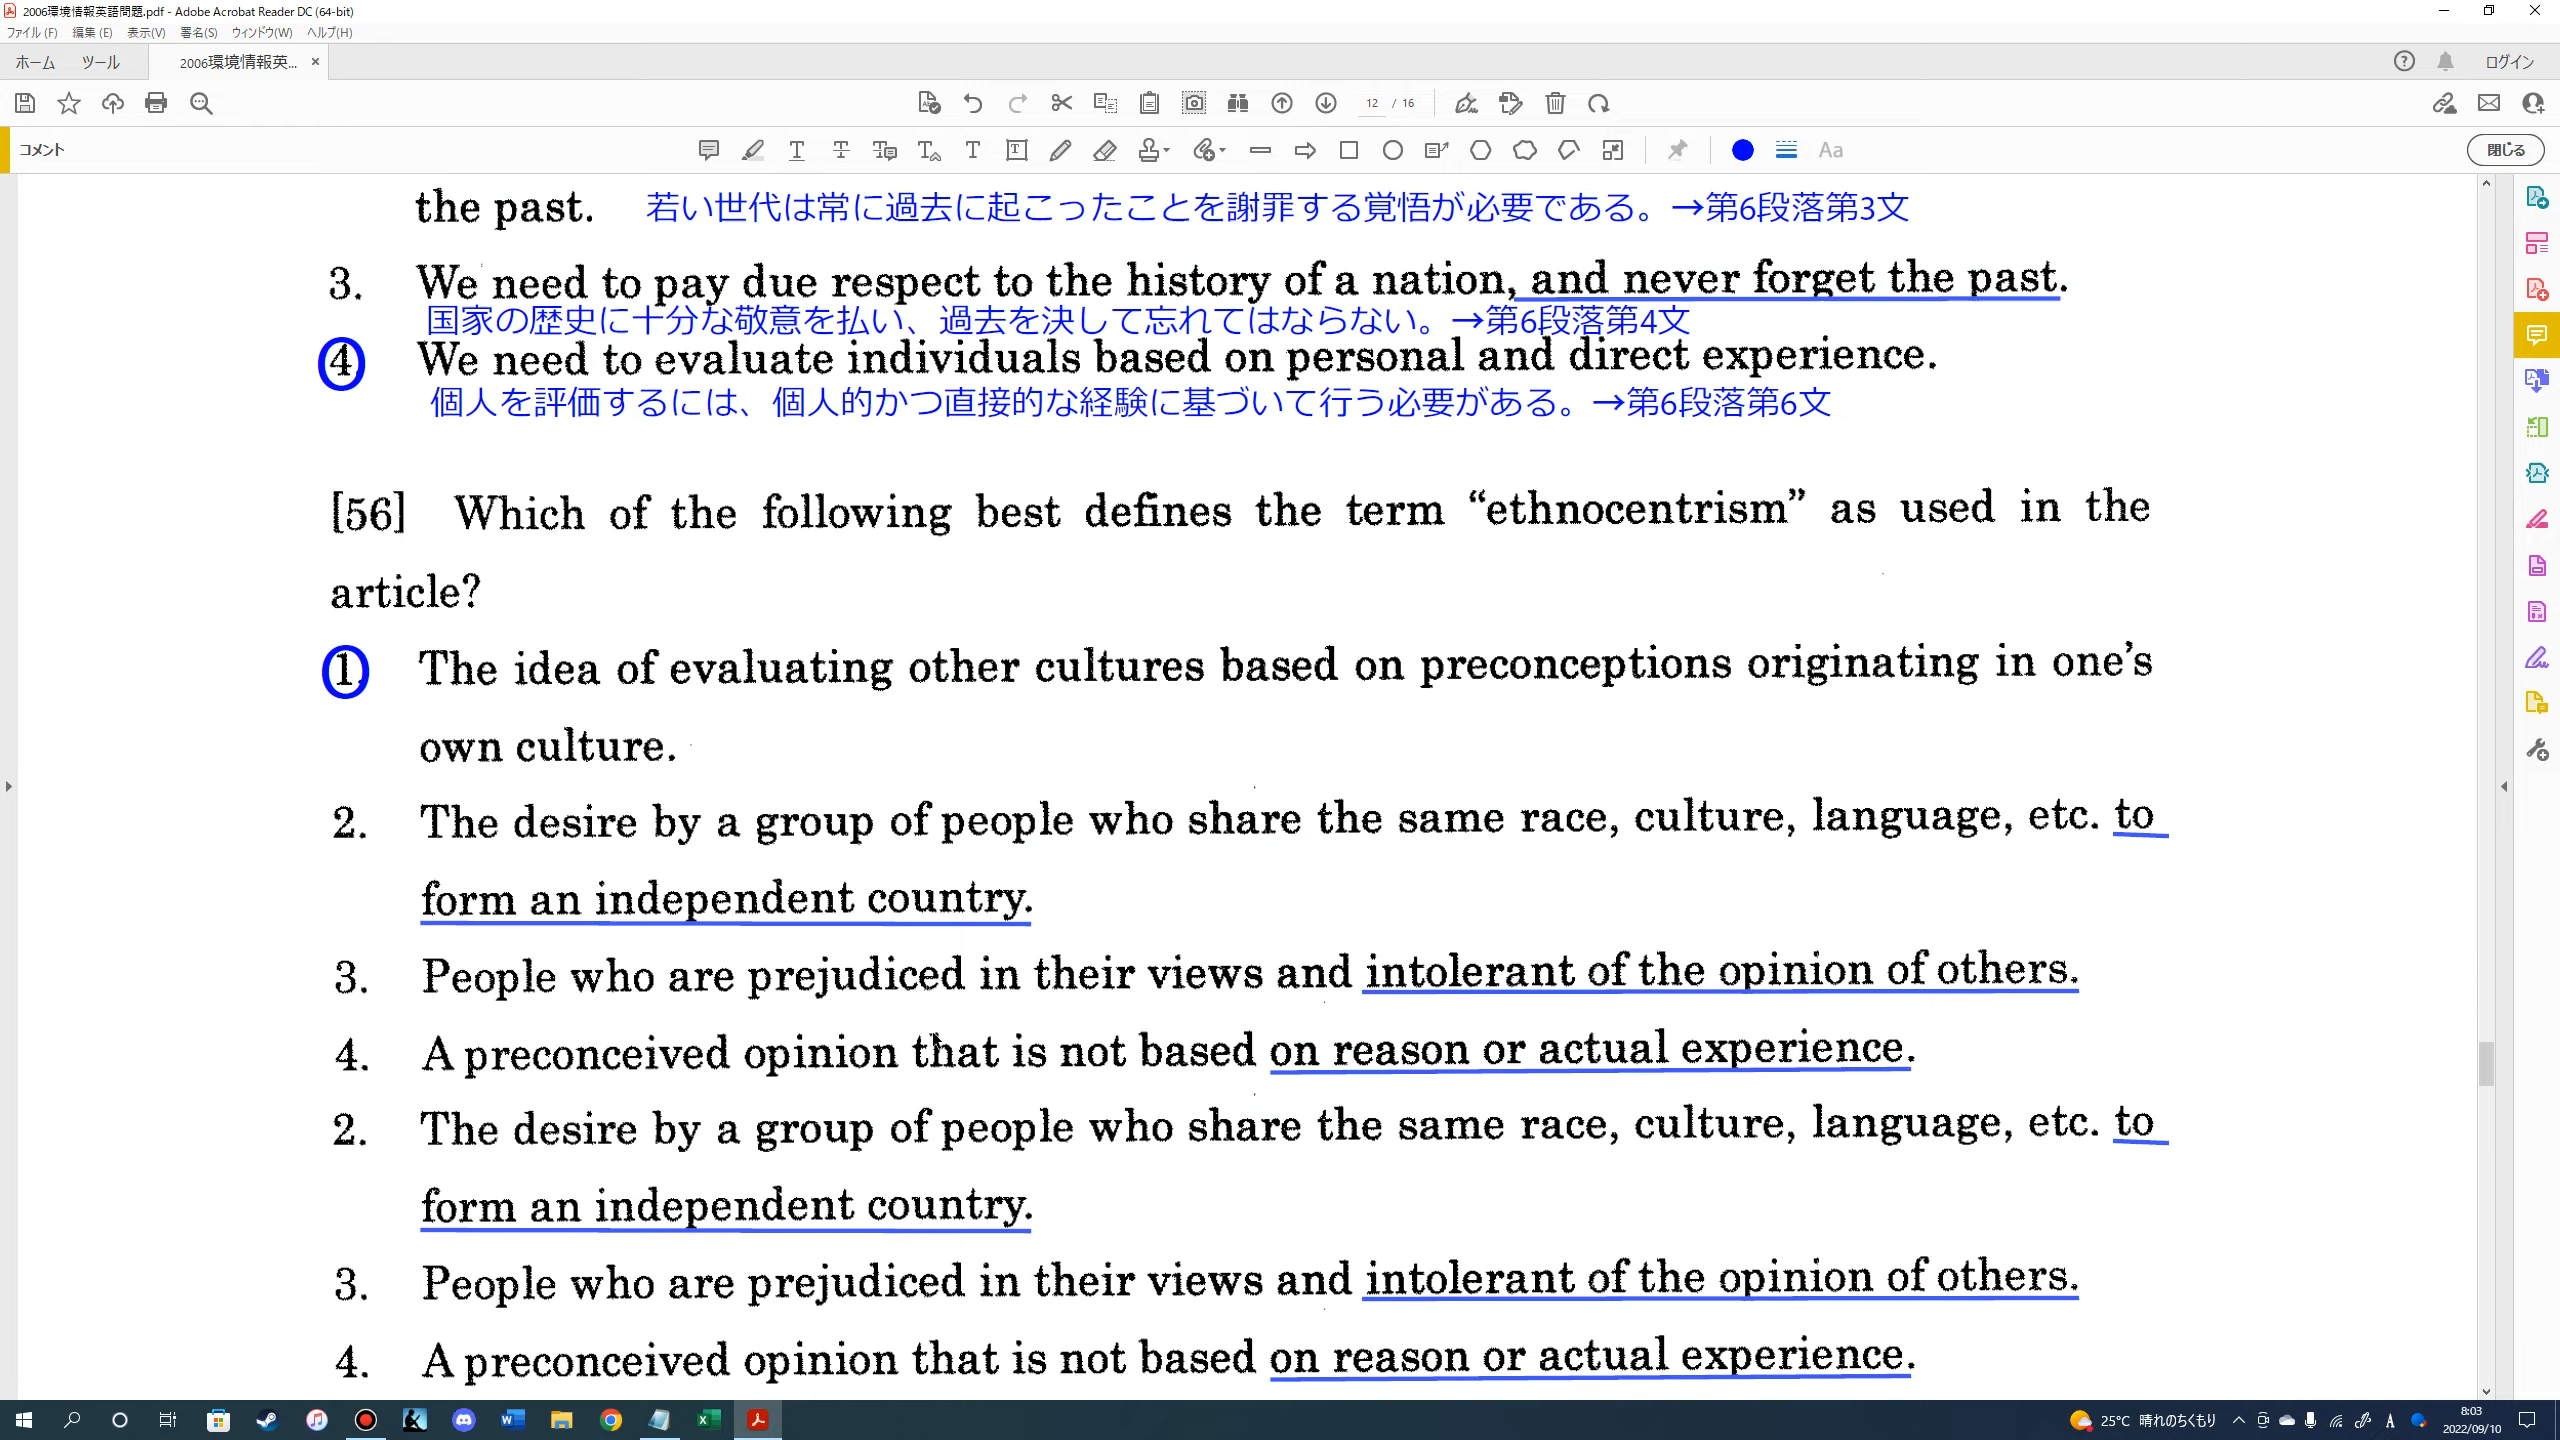 2006環境情報英語問題.pdf - Adobe Acrobat Reader DC (64-bit)
ファイル(F) 編集(E) 表示(V) 署名(S) ウィンドウ(W) ヘルプ(H)
ホーム ツール 2006環境情報英... × ログイン
12 / 16
コメント Aa 閉じる
the past. 若い世代は常に過去に起こったことを謝罪する覚悟が必要である。→第6段落第3文
3. We need to pay due respect to the history of a nation, and never forget the past.
国家の歴史に十分な敬意を払い、過去を決して忘れてはならない。→第6段落第4文
4 We need to evaluate individuals based on personal and direct experience.
個人を評価するには、個人的かつ直接的な経験に基づいて行う必要がある。→第6段落第6文
[56] Which of the following best defines the term “ethnocentrism” as used in the
article?
1 The idea of evaluating other cultures based on preconceptions originating in one’s
own culture.
2. The desire by a group of people who share the same race, culture, language, etc. to
form an independent country.
3. People who are prejudiced in their views and intolerant of the opinion of others.
4. A preconceived opinion that is not based on reason or actual experience.
2. The desire by a group of people who share the same race, culture, language, etc. to
form an independent country.
3. People who are prejudiced in their views and intolerant of the opinion of others.
4. A preconceived opinion that is not based on reason or actual experience.
25°C 晴れのちくもり A 8:03
2022/09/10